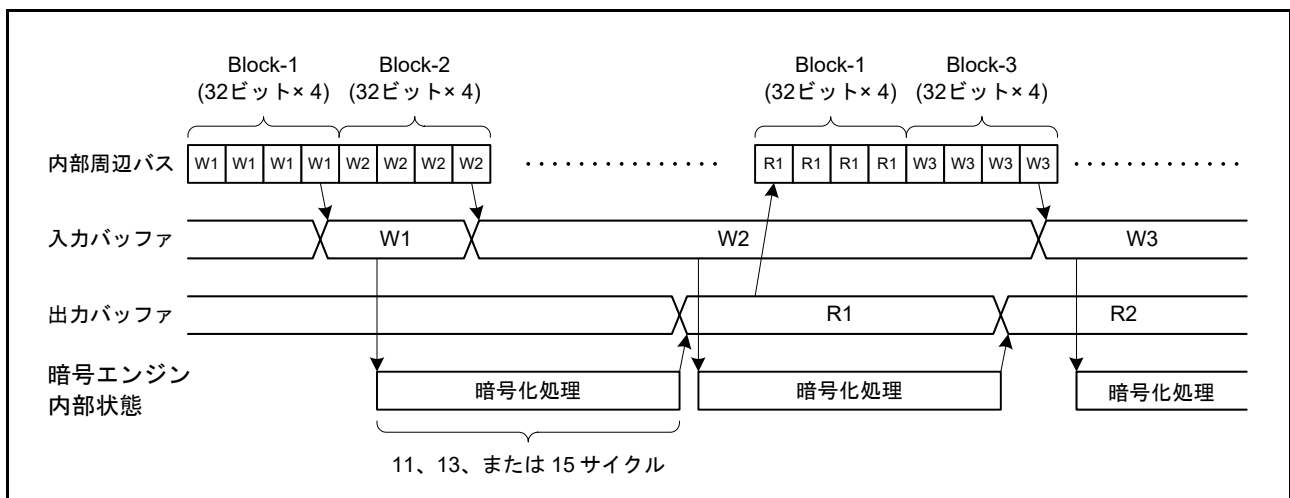 Block-1 Block-2 Block-1 Block-3
(32ビット× 4) (32ビット× 4) (32ビット× 4) (32ビット× 4)
内部周辺バス W1 W1 W1 W1 W2 W2 W2 W2 ・・・・・・・・・・・・・・・・ R1 R1 R1 R1 W3 W3 W3 W3 ・・・・・・・・・・・・・
入力バッファ W1 W2 W3
出力バッファ R1 R2
暗号エンジン
内部状態 暗号化処理 暗号化処理 暗号化処理
11、13、または 15 サイクル